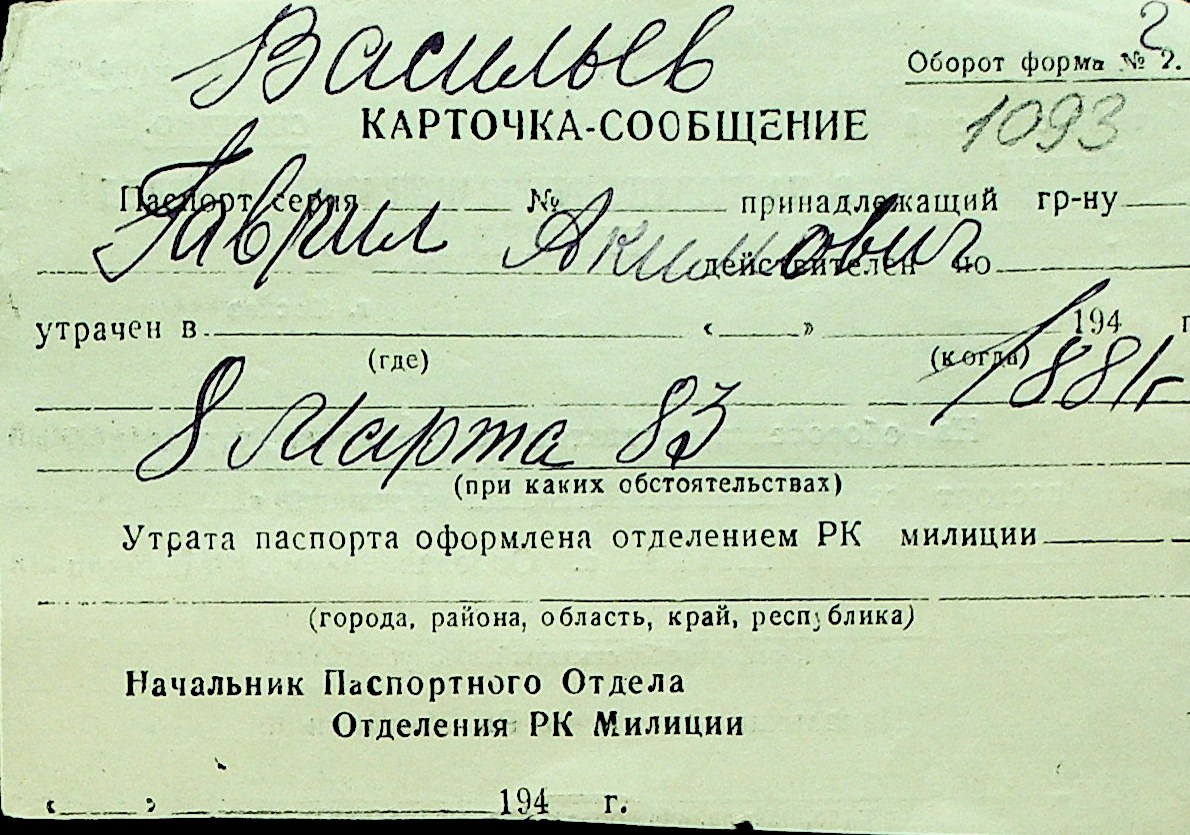 Васильев
2
Оборот форма № 2.
КАРТОЧКА-СООБЩЕНИЕ
1093
Паспорт серия № принадлежащий гр-ну
Гаврил Акимович
действителен по
утрачен в « » 194 г
(где) (когда)
1881г
8 Марта 83
(при каких обстоятельствах)
Утрата паспорта оформлена отделением РК милиции
(города, района, область, край, республика)
Начальник Паспортного Отдела
Отделения РК Милиции
« » 194 г.